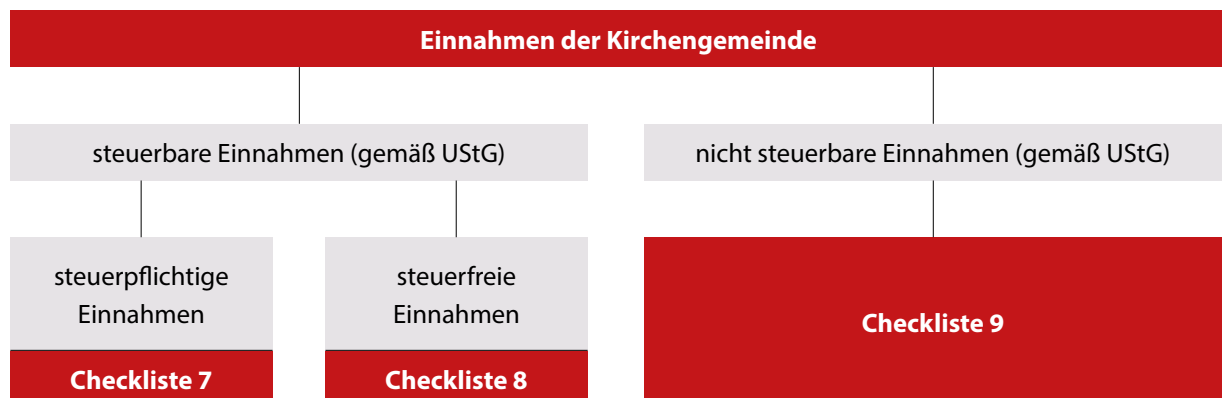 Einnahmen der Kirchengemeinde
steuerbare Einnahmen (gemäß UStG)
nicht steuerbare Einnahmen (gemäß UStG)
steuerpflichtige
Einnahmen
steuerfreie
Einnahmen
Checkliste 7
Checkliste 8
Checkliste 9